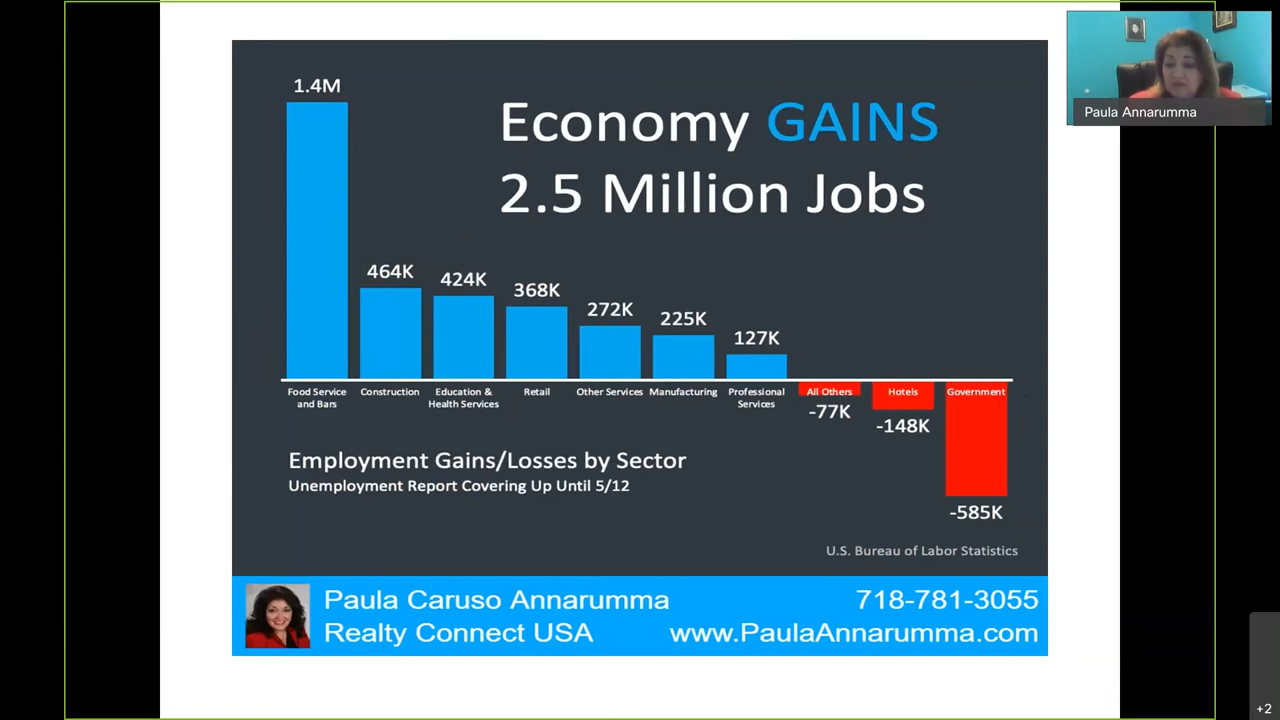 Paula Annarumma
Economy GAINS
2.5 Million Jobs
1.4M
464K
424K
368K
272K
225K
127K
Food Service
and Bars
Construction
Education &
Health Services
Retail
Other Services
Manufacturing
Professional
Services
All Others
Hotels
Government
-77K
-148K
-585K
Employment Gains/Losses by Sector
Unemployment Report Covering Up Until 5/12
U.S. Bureau of Labor Statistics
Paula Caruso Annarumma
718-781-3055
Realty Connect USA
www.PaulaAnnarumma.com
+2